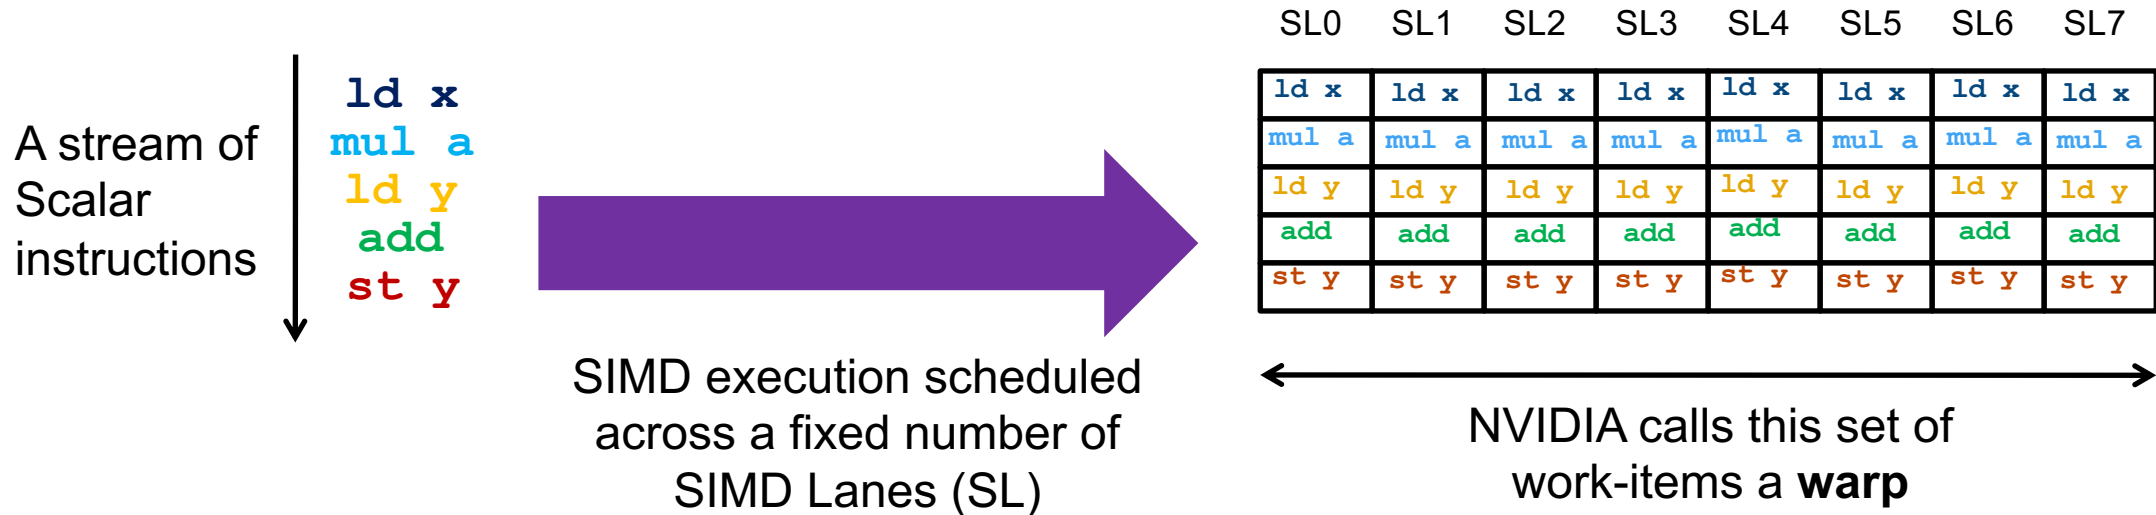 A stream of
Scalar
instructions
ld x
mul a
ld y
add
st y
SIMD execution scheduled
across a fixed number of
SIMD Lanes (SL)
SL0 SL1 SL2 SL3 SL4 SL5 SL6 SL7
ld x ld x ld x ld x ld x ld x ld x ld x
mul a mul a mul a mul a mul a mul a mul a mul a
ld y ld y ld y ld y ld y ld y ld y ld y
add add add add add add add add
st y st y st y st y st y st y st y st y
NVIDIA calls this set of
work-items a warp